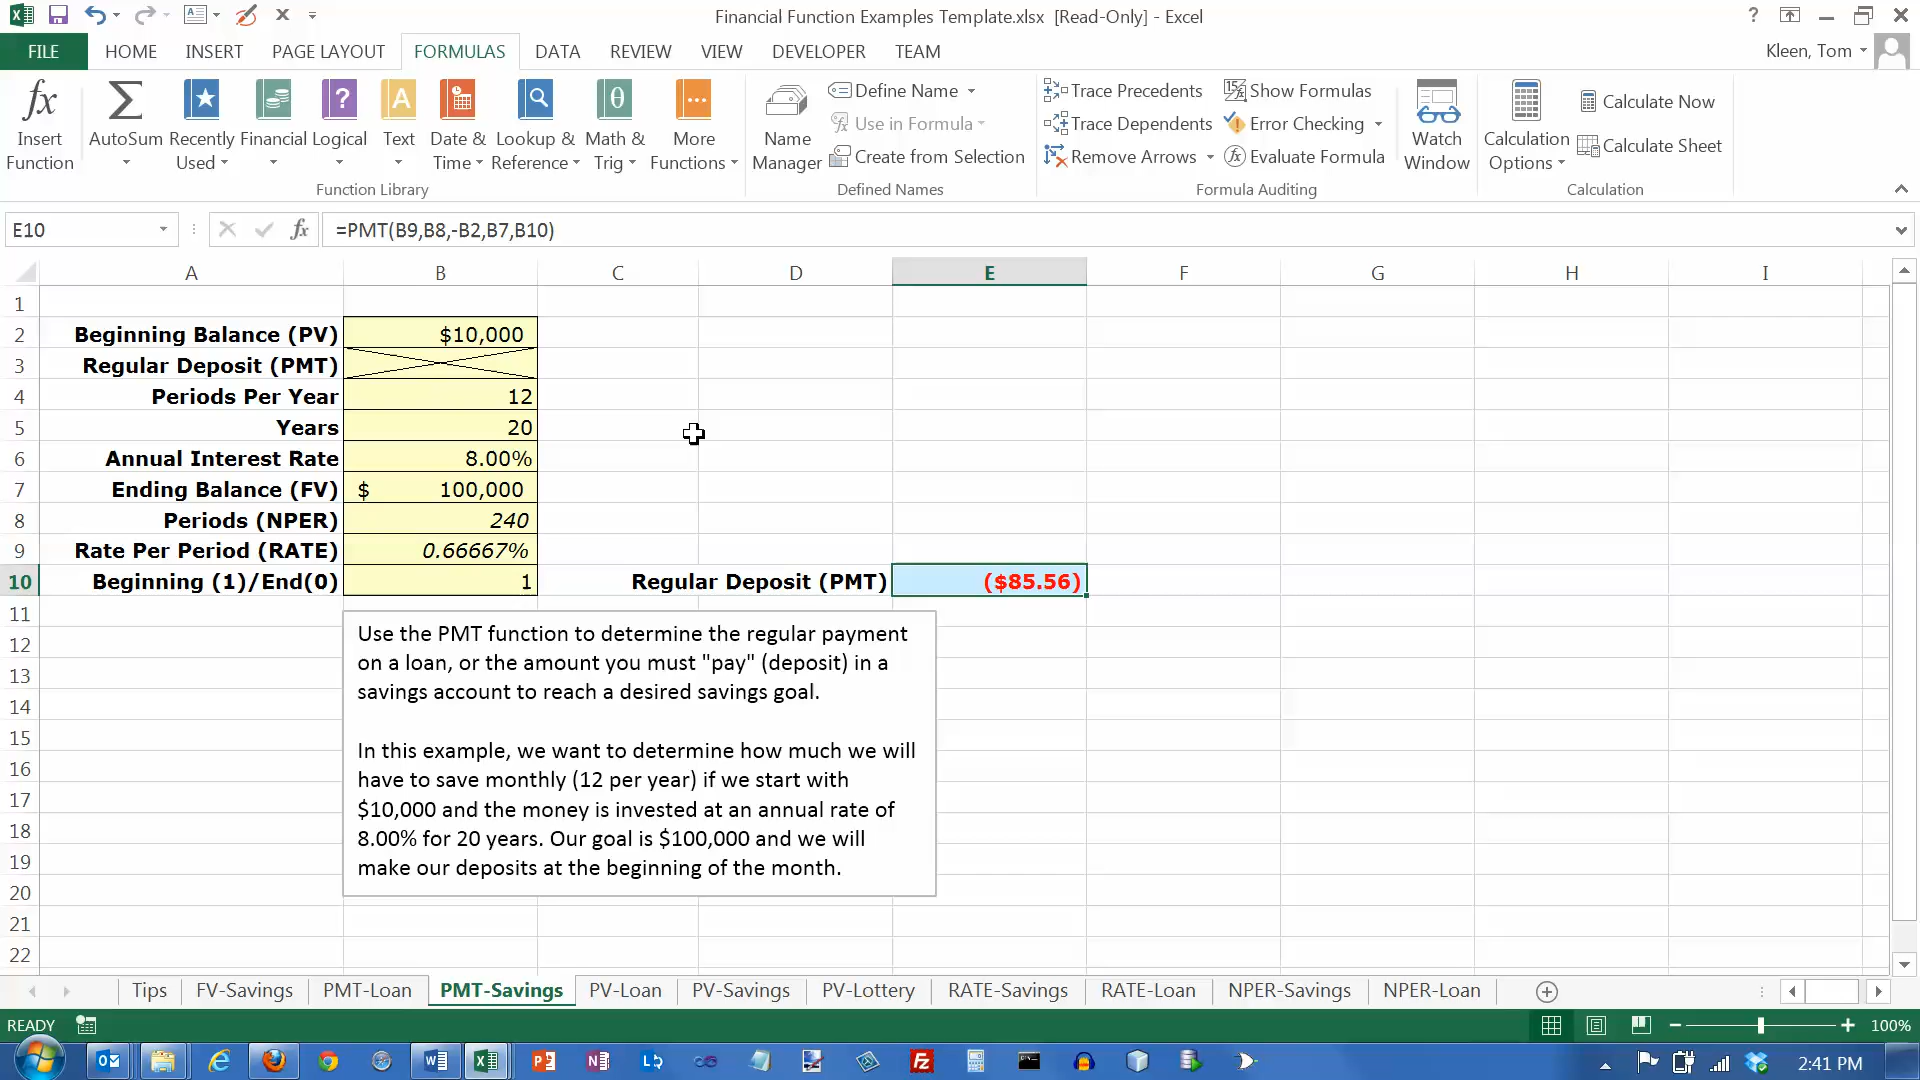 Financial Function Examples Template.xlsx [Read-Only] - Excel
?
FILE HOME INSERT PAGE LAYOUT FORMULAS DATA REVIEW VIEW DEVELOPER TEAM Kleen, Tom
Insert Function
AutoSum
Recently Used
Financial
Logical
Text
Date & Time
Lookup & Reference
Math & Trig
More Functions
Function Library
Name Manager
Define Name
Use in Formula
Create from Selection
Defined Names
Trace Precedents
Trace Dependents
Remove Arrows
Show Formulas
Error Checking
Evaluate Formula
Formula Auditing
Watch Window
Calculation Options
Calculate Now
Calculate Sheet
Calculation
E10 fx =PMT(B9,B8,-B2,B7,B10)
A B C D E F G H I
1
2 Beginning Balance (PV) $10,000
3 Regular Deposit (PMT)
4 Periods Per Year 12
5 Years 20
6 Annual Interest Rate 8.00%
7 Ending Balance (FV) $ 100,000
8 Periods (NPER) 240
9 Rate Per Period (RATE) 0.66667%
10 Beginning (1)/End(0) 1 Regular Deposit (PMT) ($85.56)
11
12
13
14
15
16
17
18
19
20
21
22
Use the PMT function to determine the regular payment
on a loan, or the amount you must "pay" (deposit) in a
savings account to reach a desired savings goal.
In this example, we want to determine how much we will
have to save monthly (12 per year) if we start with
$10,000 and the money is invested at an annual rate of
8.00% for 20 years. Our goal is $100,000 and we will
make our deposits at the beginning of the month.
Tips FV-Savings PMT-Loan PMT-Savings PV-Loan PV-Savings PV-Lottery RATE-Savings RATE-Loan NPER-Savings NPER-Loan
READY 100%
2:41 PM